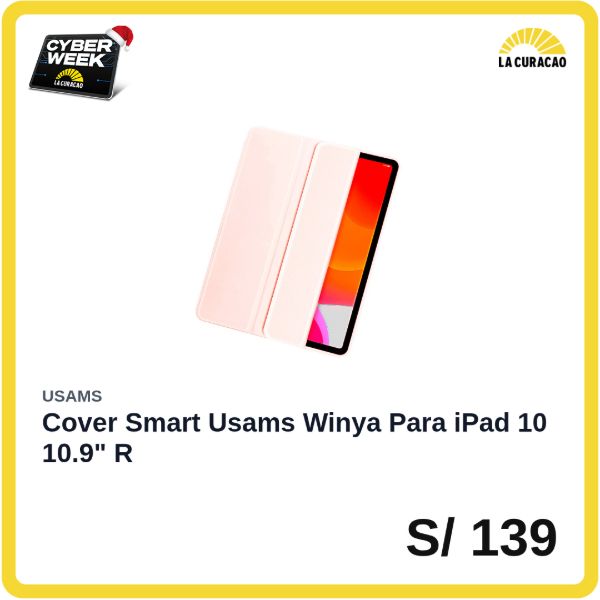 CYBER
WEEK
LA CURACAO
LA CURACAO
USAMS
Cover Smart Usams Winya Para iPad 10
10.9" R
S/ 139